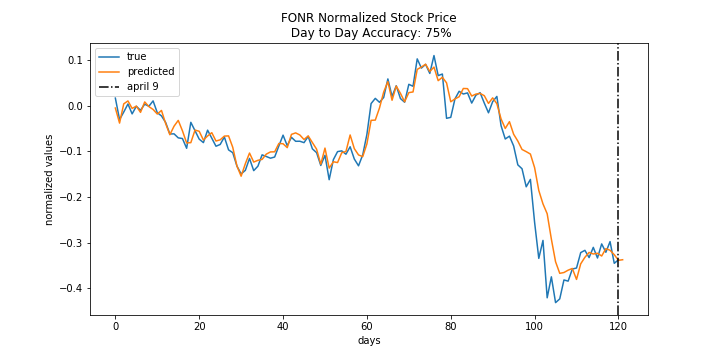 FONR Normalized Stock Price
Day to Day Accuracy: 75%
true
predicted
april 9
normalized values
0.1
0.0
−0.1
−0.2
−0.3
−0.4
0 20 40 60 80 100 120
days